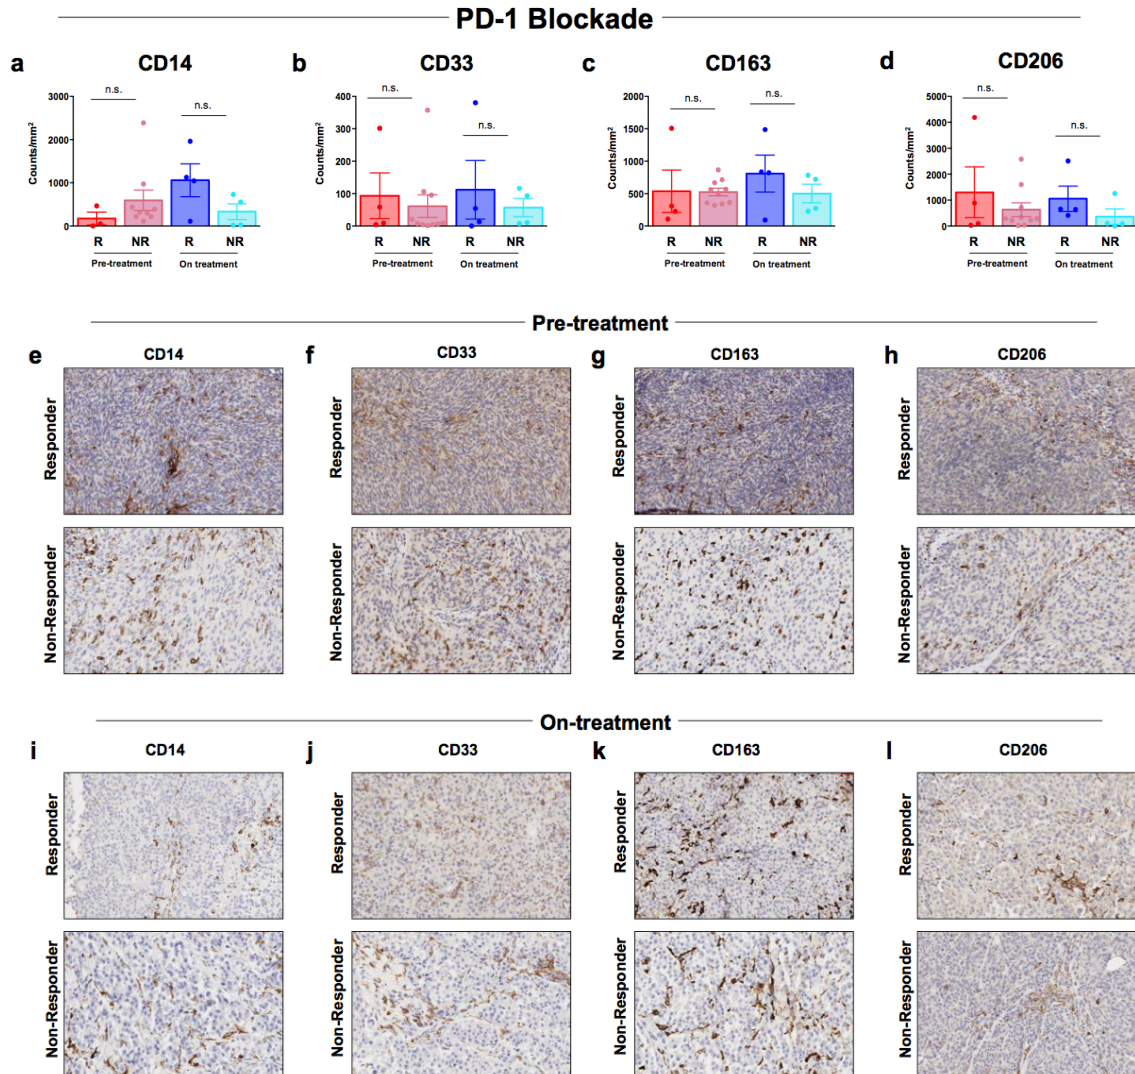 PD-1 Blockade
a
CD14
n.s.
n.s.
Counts/mm²
3000
2000
1000
0
R NR R NR
Pre-treatment On treatment
b
CD33
n.s.
n.s.
Counts/mm²
400
300
200
100
0
R NR R NR
Pre-treatment On treatment
c
CD163
n.s.
n.s.
Counts/mm²
2000
1500
1000
500
0
R NR R NR
Pre-treatment On treatment
d
CD206
n.s.
n.s.
Counts/mm²
5000
4000
3000
2000
1000
0
R NR R NR
Pre-treatment On treatment
Pre-treatment
e CD14
Responder
Non-Responder
f CD33
Responder
Non-Responder
g CD163
Responder
Non-Responder
h CD206
Responder
Non-Responder
On-treatment
i CD14
Responder
Non-Responder
j CD33
Responder
Non-Responder
k CD163
Responder
Non-Responder
l CD206
Responder
Non-Responder